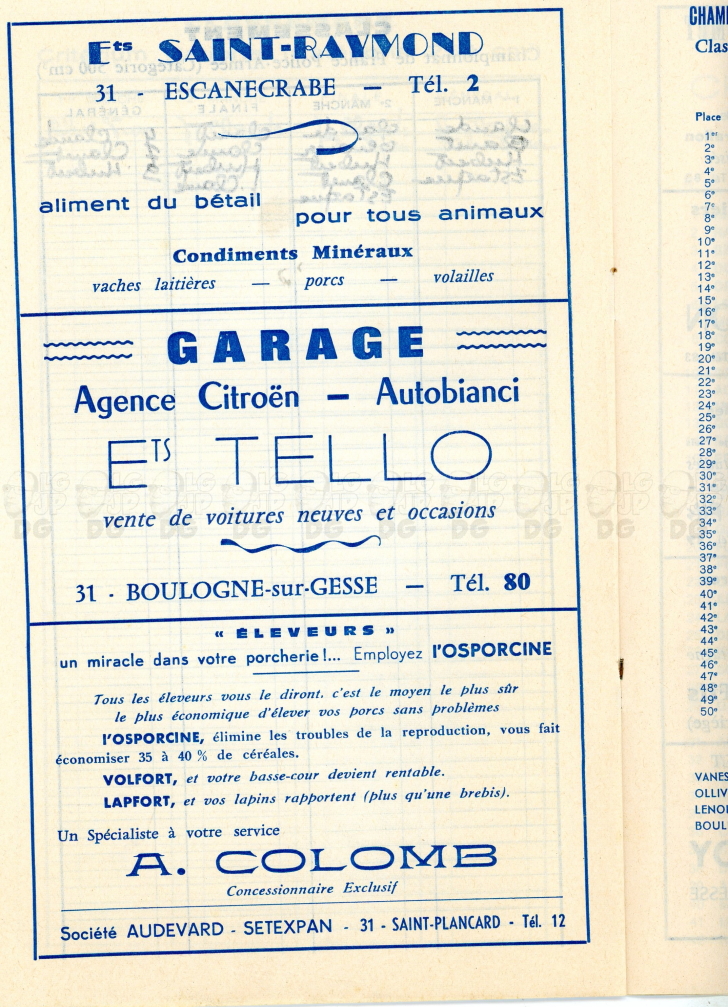 Ets SAINT-RAYMOND
31 - ESCANECRABE — Tél. 2
aliment du bétail
pour tous animaux
Condiments Minéraux
vaches laitières — porcs — volailles
GARAGE
Agence Citroën — Autobianci
Ets TELLO
vente de voitures neuves et occasions
31 - BOULOGNE-sur-GESSE — Tél. 80
« ÉLEVEURS »
un miracle dans votre porcherie !... Employez l'OSPORCINE
Tous les éleveurs vous le diront. c'est le moyen le plus sûr
le plus économique d'élever vos porcs sans problèmes
l'OSPORCINE, élimine les troubles de la reproduction, vous fait
économiser 35 à 40 % de céréales.
VOLFORT, et votre basse-cour devient rentable.
LAPFORT, et vos lapins rapportent (plus qu'une brebis).
Un Spécialiste à votre service
A. COLOMB
Concessionnaire Exclusif
Société AUDEVARD - SETEXPAN - 31 - SAINT-PLANCARD - Tél. 12
CHAM
Clas
Place
1er
2e
3e
4e
5e
6e
7e
8e
9e
10e
11e
12e
13e
14e
15e
16e
17e
18e
19e
20e
21e
22e
23e
24e
25e
26e
27e
28e
29e
30e
31e
32e
33e
34e
35e
36e
37e
38e
39e
40e
41e
42e
43e
44e
45e
46e
47e
48e
49e
50e
VANES
OLLIV
LENO
BOUL